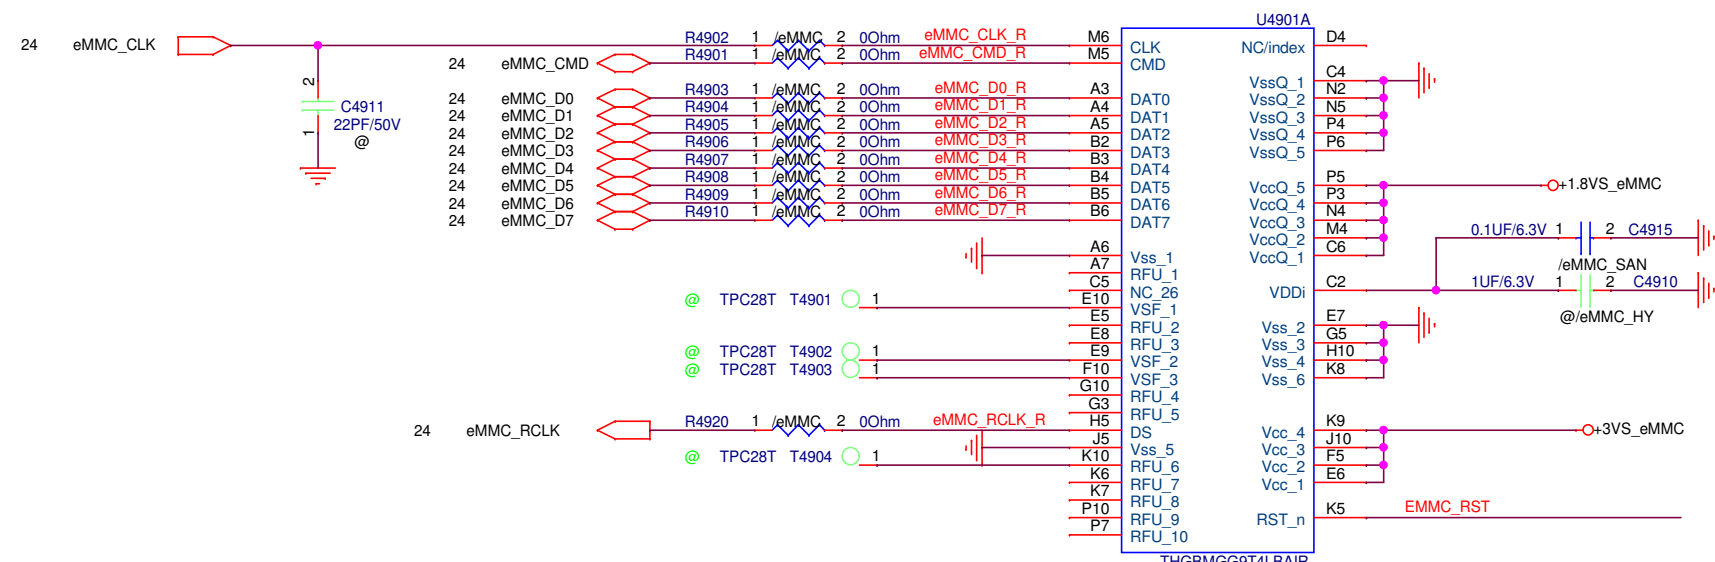 U4901A
24 eMMC_CLK R4902 1 /eMMC 2 0Ohm eMMC_CLK_R M6 CLK NC/index D4
24 eMMC_CMD R4901 1 /eMMC 2 0Ohm eMMC_CMD_R M5 CMD
VssQ_1 C4
24 eMMC_D0 R4903 1 /eMMC 2 0Ohm eMMC_D0_R A3 DAT0 VssQ_2 N2
24 eMMC_D1 R4904 1 /eMMC 2 0Ohm eMMC_D1_R A4 DAT1 VssQ_3 N5
24 eMMC_D2 R4905 1 /eMMC 2 0Ohm eMMC_D2_R A5 DAT2 VssQ_4 P4
24 eMMC_D3 R4906 1 /eMMC 2 0Ohm eMMC_D3_R B2 DAT3 VssQ_5 P6
24 eMMC_D4 R4907 1 /eMMC 2 0Ohm eMMC_D4_R B3 DAT4
24 eMMC_D5 R4908 1 /eMMC 2 0Ohm eMMC_D5_R B4 DAT5 VccQ_5 P5 +1.8VS_eMMC
24 eMMC_D6 R4909 1 /eMMC 2 0Ohm eMMC_D6_R B5 DAT6 VccQ_4 P3
24 eMMC_D7 R4910 1 /eMMC 2 0Ohm eMMC_D7_R B6 DAT7 VccQ_3 N4
2
C4911
22PF/50V
1
@
VccQ_2 M4 0.1UF/6.3V 1 2 C4915
/eMMC_SAN
A6 Vss_1 VccQ_1 C6
A7 RFU_1
C5 NC_26 VDDi C2 1UF/6.3V 1 2 C4910
@/eMMC_HY
@ TPC28T T4901 1 E10 VSF_1
E5 RFU_2 Vss_2 E7
E8 RFU_3 Vss_3 G5
@ TPC28T T4902 1 E9 VSF_2 Vss_4 H10
@ TPC28T T4903 1 F10 VSF_3 Vss_6 K8
G10 RFU_4
G3 RFU_5
24 eMMC_RCLK R4920 1 /eMMC 2 0Ohm eMMC_RCLK_R H5 DS Vcc_4 K9 +3VS_eMMC
J5 Vss_5 Vcc_3 J10
@ TPC28T T4904 1 K10 RFU_6 Vcc_2 F5
K6 RFU_7 Vcc_1 E6
K7 RFU_8
P10 RFU_9 RST_n K5 EMMC_RST
P7 RFU_10
THGBMGG9T4LBAIR